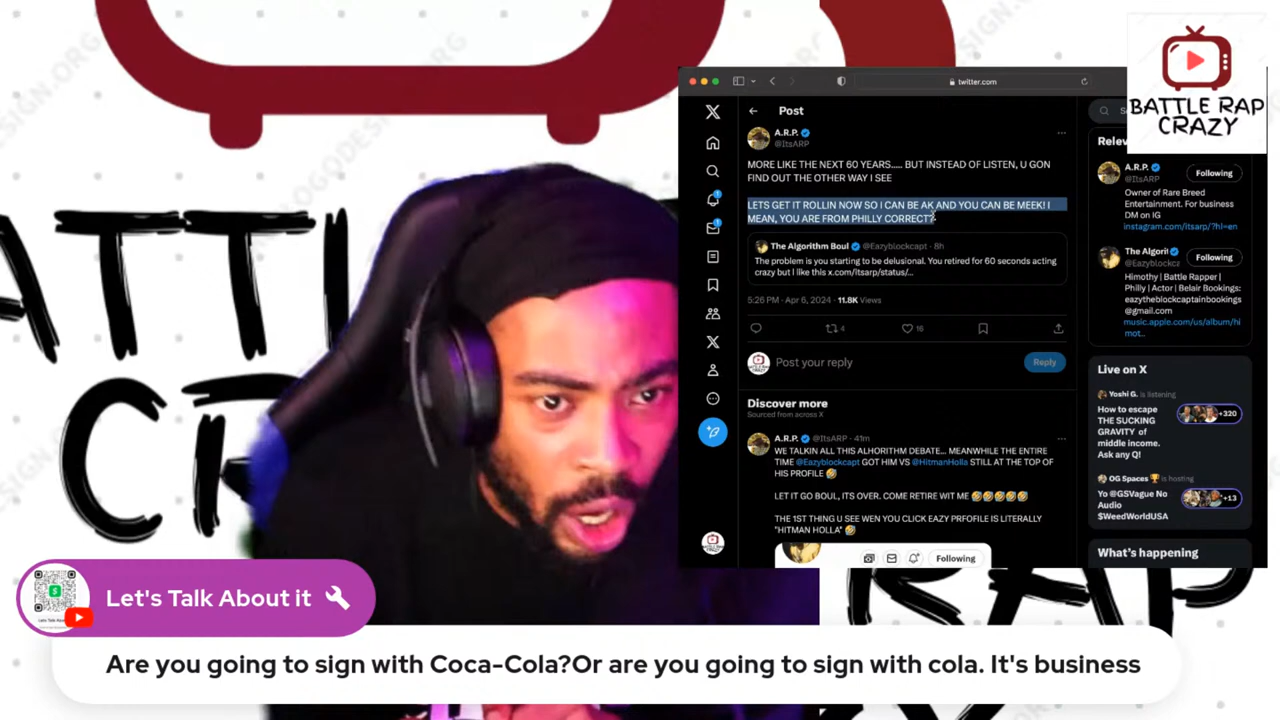 BATTLE RAP
CRAZY
twitter.com
Post
A.R.P.
@ItsARP
MORE LIKE THE NEXT 60 YEARS..... BUT INSTEAD OF LISTEN, U GON
FIND OUT THE OTHER WAY I SEE
LETS GET IT ROLLIN NOW SO I CAN BE AK AND YOU CAN BE MEEK! I
MEAN, YOU ARE FROM PHILLY CORRECT?
The Algorithm Boul @Eazyblockcapt · 8h
The problem is you starting to be delusional. You retired for 60 seconds acting
crazy but I like this x.com/itsarp/status/...
5:26 PM · Apr 6, 2024 · 11.8K Views
4
16
Post your reply
Reply
Discover more
Sourced from across X
A.R.P. @ItsARP · 41m
WE TALKIN ALL THIS ALHORITHM DEBATE... MEANWHILE THE ENTIRE
TIME @Eazyblockcapt GOT HIM VS @HitmanHolla STILL AT THE TOP OF
HIS PROFILE 🤣
LET IT GO BOUL, ITS OVER. COME RETIRE WIT ME 🤣🤣🤣🤣🤣
THE 1ST THING U SEE WEN YOU CLICK EAZY PRFOFILE IS LITERALLY
"HITMAN HOLLA" 🤣
Following
Relev
A.R.P.
@ItsARP
Following
Owner of Rare Breed
Entertainment. For business
DM on IG
instagram.com/itsarp/?hl=en
The Algorit
@Eazyblockc
Following
Himothy | Battle Rapper |
Philly | Actor | Belair Bookings:
eazytheblockcaptainbookings
@gmail.com
music.apple.com/us/album/hi
mot...
Live on X
Yoshi G. is listening
How to escape
THE SUCKING
GRAVITY of
middle income.
Ask any Q!
+320
OG Spaces 🏆 is hosting
Yo @GSVague No
Audio
$WeedWorldUSA
+13
What's happening
Let's Talk About it 🔧
Are you going to sign with Coca-Cola?Or are you going to sign with cola. It's business